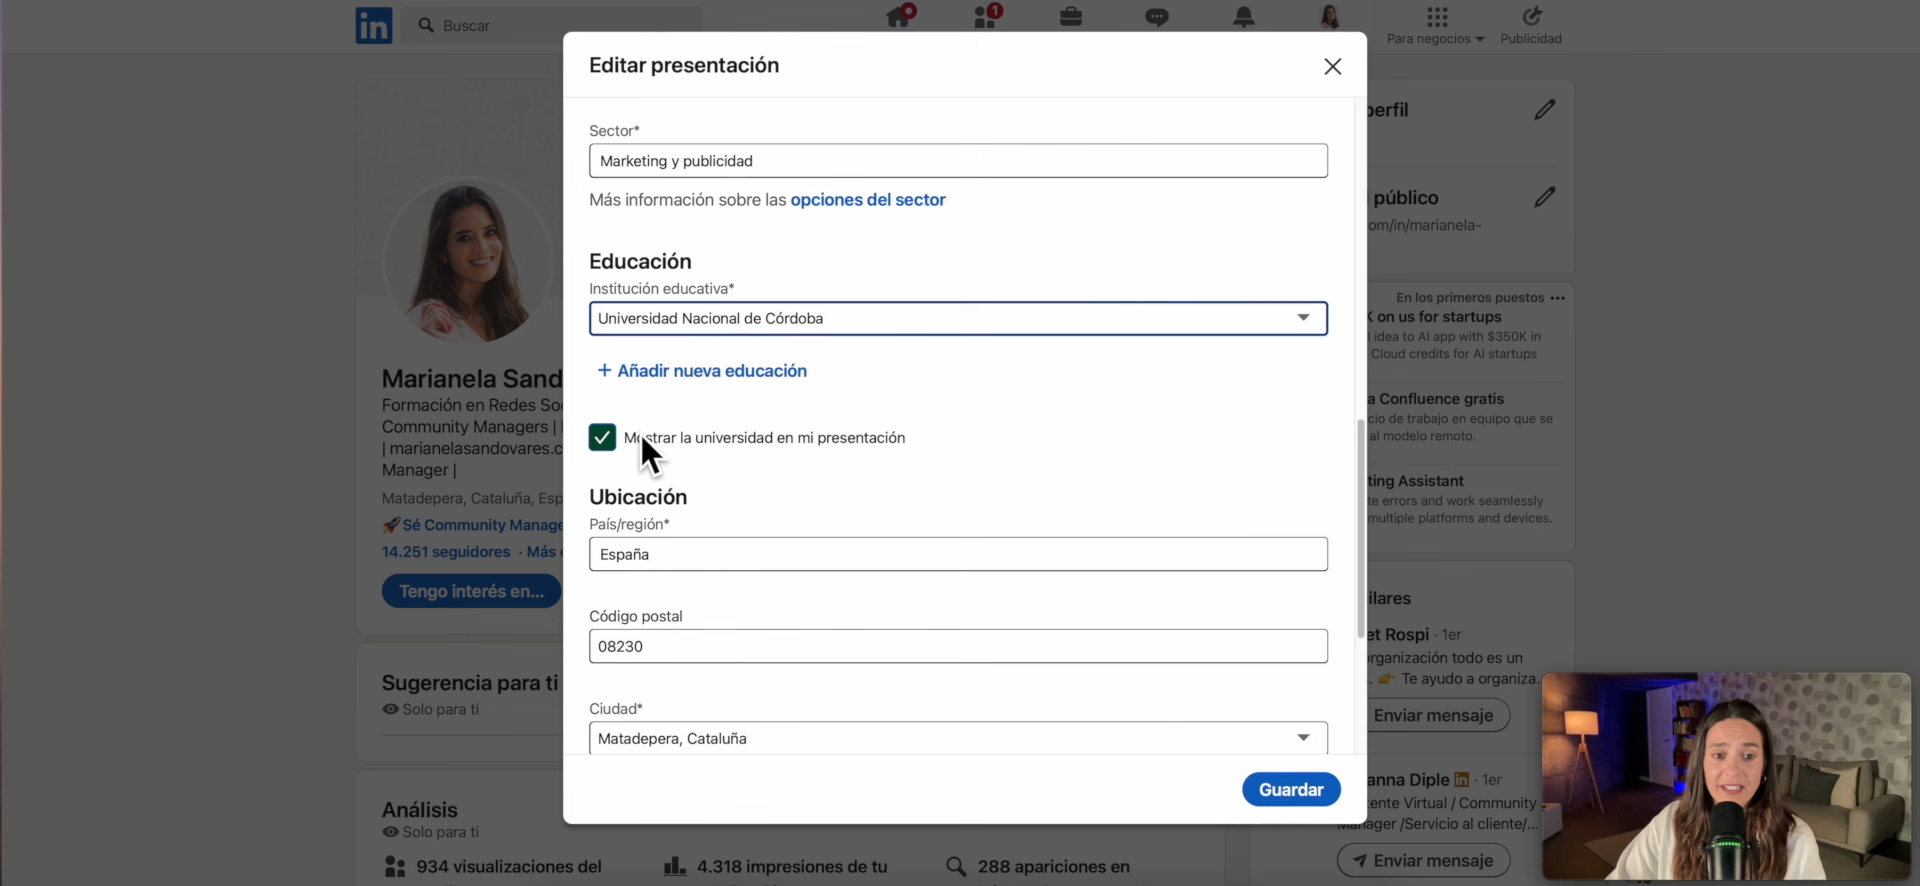 in
Buscar
1
Para negocios
Publicidad
Editar presentación
Sector*
Marketing y publicidad
Más información sobre las opciones del sector
Educación
Institución educativa*
Universidad Nacional de Córdoba
+ Añadir nueva educación
Mostrar la universidad en mi presentación
Ubicación
País/región*
España
Código postal
08230
Ciudad*
Matadepera, Cataluña
Guardar
Marianela Sand
Formación en Redes So
Community Managers |
| marianelasandovares.c
Manager |
Matadepera, Cataluña, Esp
🚀Sé Community Manage
14.251 seguidores · Más
Tengo interés en...
Sugerencia para ti
Solo para ti
Análisis
Solo para ti
934 visualizaciones del
4.318 impresiones de tu
288 apariciones en
perfil
público
om/in/marianela-
En los primeros puestos
on us for startups
idea to AI app with $350K in
Cloud credits for AI startups
a Confluence gratis
cio de trabajo en equipo que se
al modelo remoto.
ting Assistant
te errors and work seamlessly
multiple platforms and devices.
ilares
et Rospi · 1er
rganización todo es un
. 👉 Te ayudo a organiza...
Enviar mensaje
anna Diple in · 1er
tente Virtual / Community
Manager /Servicio al cliente/...
Enviar mensaje